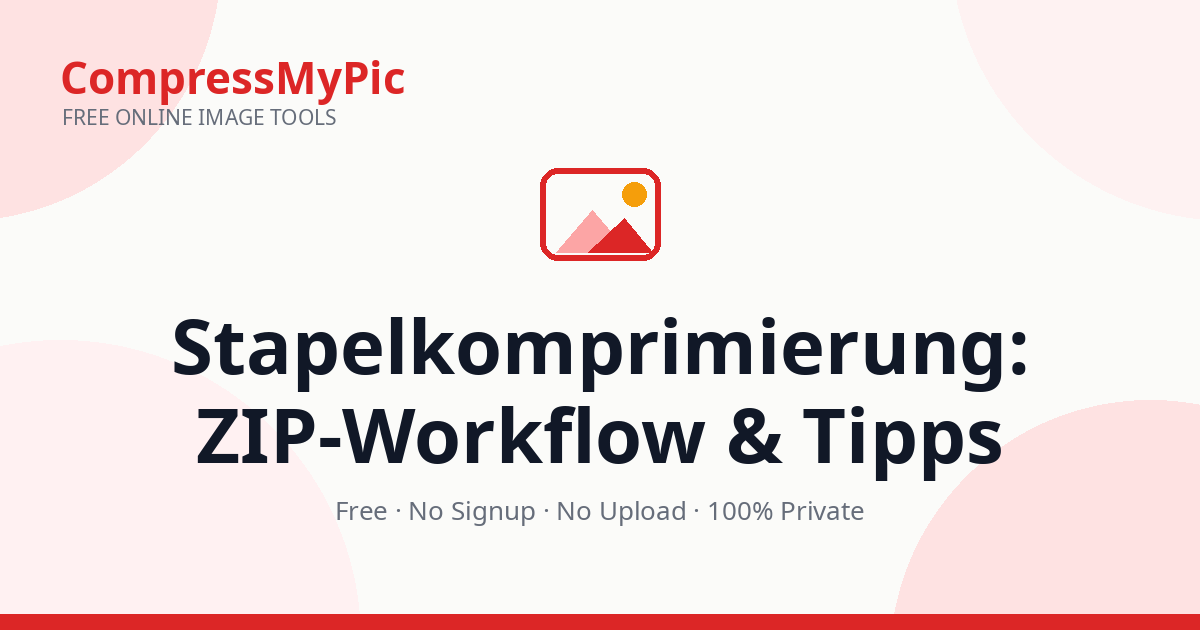 CompressMyPic
FREE ONLINE IMAGE TOOLS
Stapelkomprimierung:
ZIP-Workflow & Tipps
Free · No Signup · No Upload · 100% Private